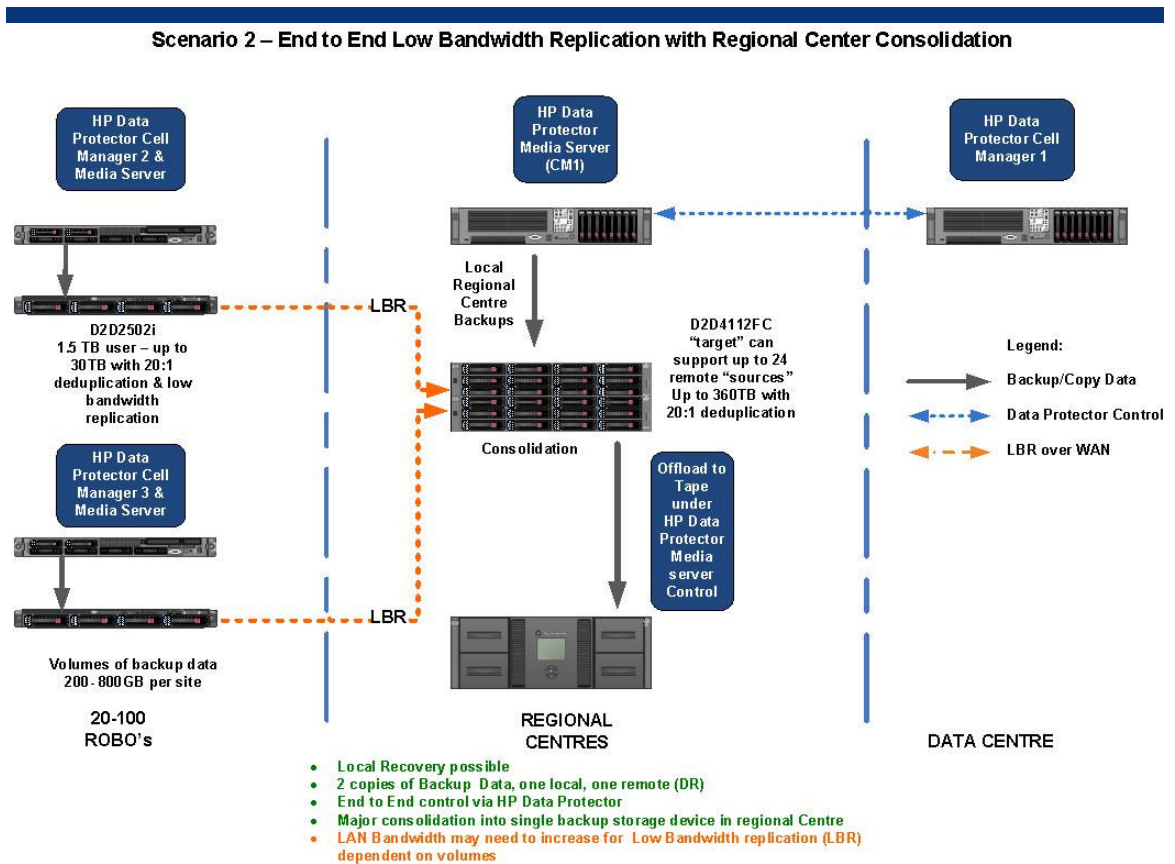 Scenario 2 – End to End Low Bandwidth Replication with Regional Center Consolidation
HP Data
Protector Cell
Manager 2 &
Media Server
HP Data
Protector
Media Server
(CM1)
HP Data
Protector Cell
Manager 1
Local
Regional
Centre
Backups
LBR
D2D2502i
1.5 TB user – up to
30TB with 20:1
deduplication & low
bandwidth
replication
D2D4112FC
“target” can
support up to 24
remote “sources”
Up to 360TB with
20:1 deduplication
Legend:
Backup/Copy Data
Data Protector Control
LBR over WAN
Consolidation
HP Data
Protector Cell
Manager 3 &
Media Server
Offload to
Tape
under
HP Data
Protector
Media
server
Control
LBR
Volumes of backup data
200-800GB per site
20-100
ROBO's
REGIONAL
CENTRES
DATA CENTRE
• Local Recovery possible
• 2 copies of Backup Data, one local, one remote (DR)
• End to End control via HP Data Protector
• Major consolidation into single backup storage device in regional Centre
• LAN Bandwidth may need to increase for Low Bandwidth replication (LBR)
dependent on volumes